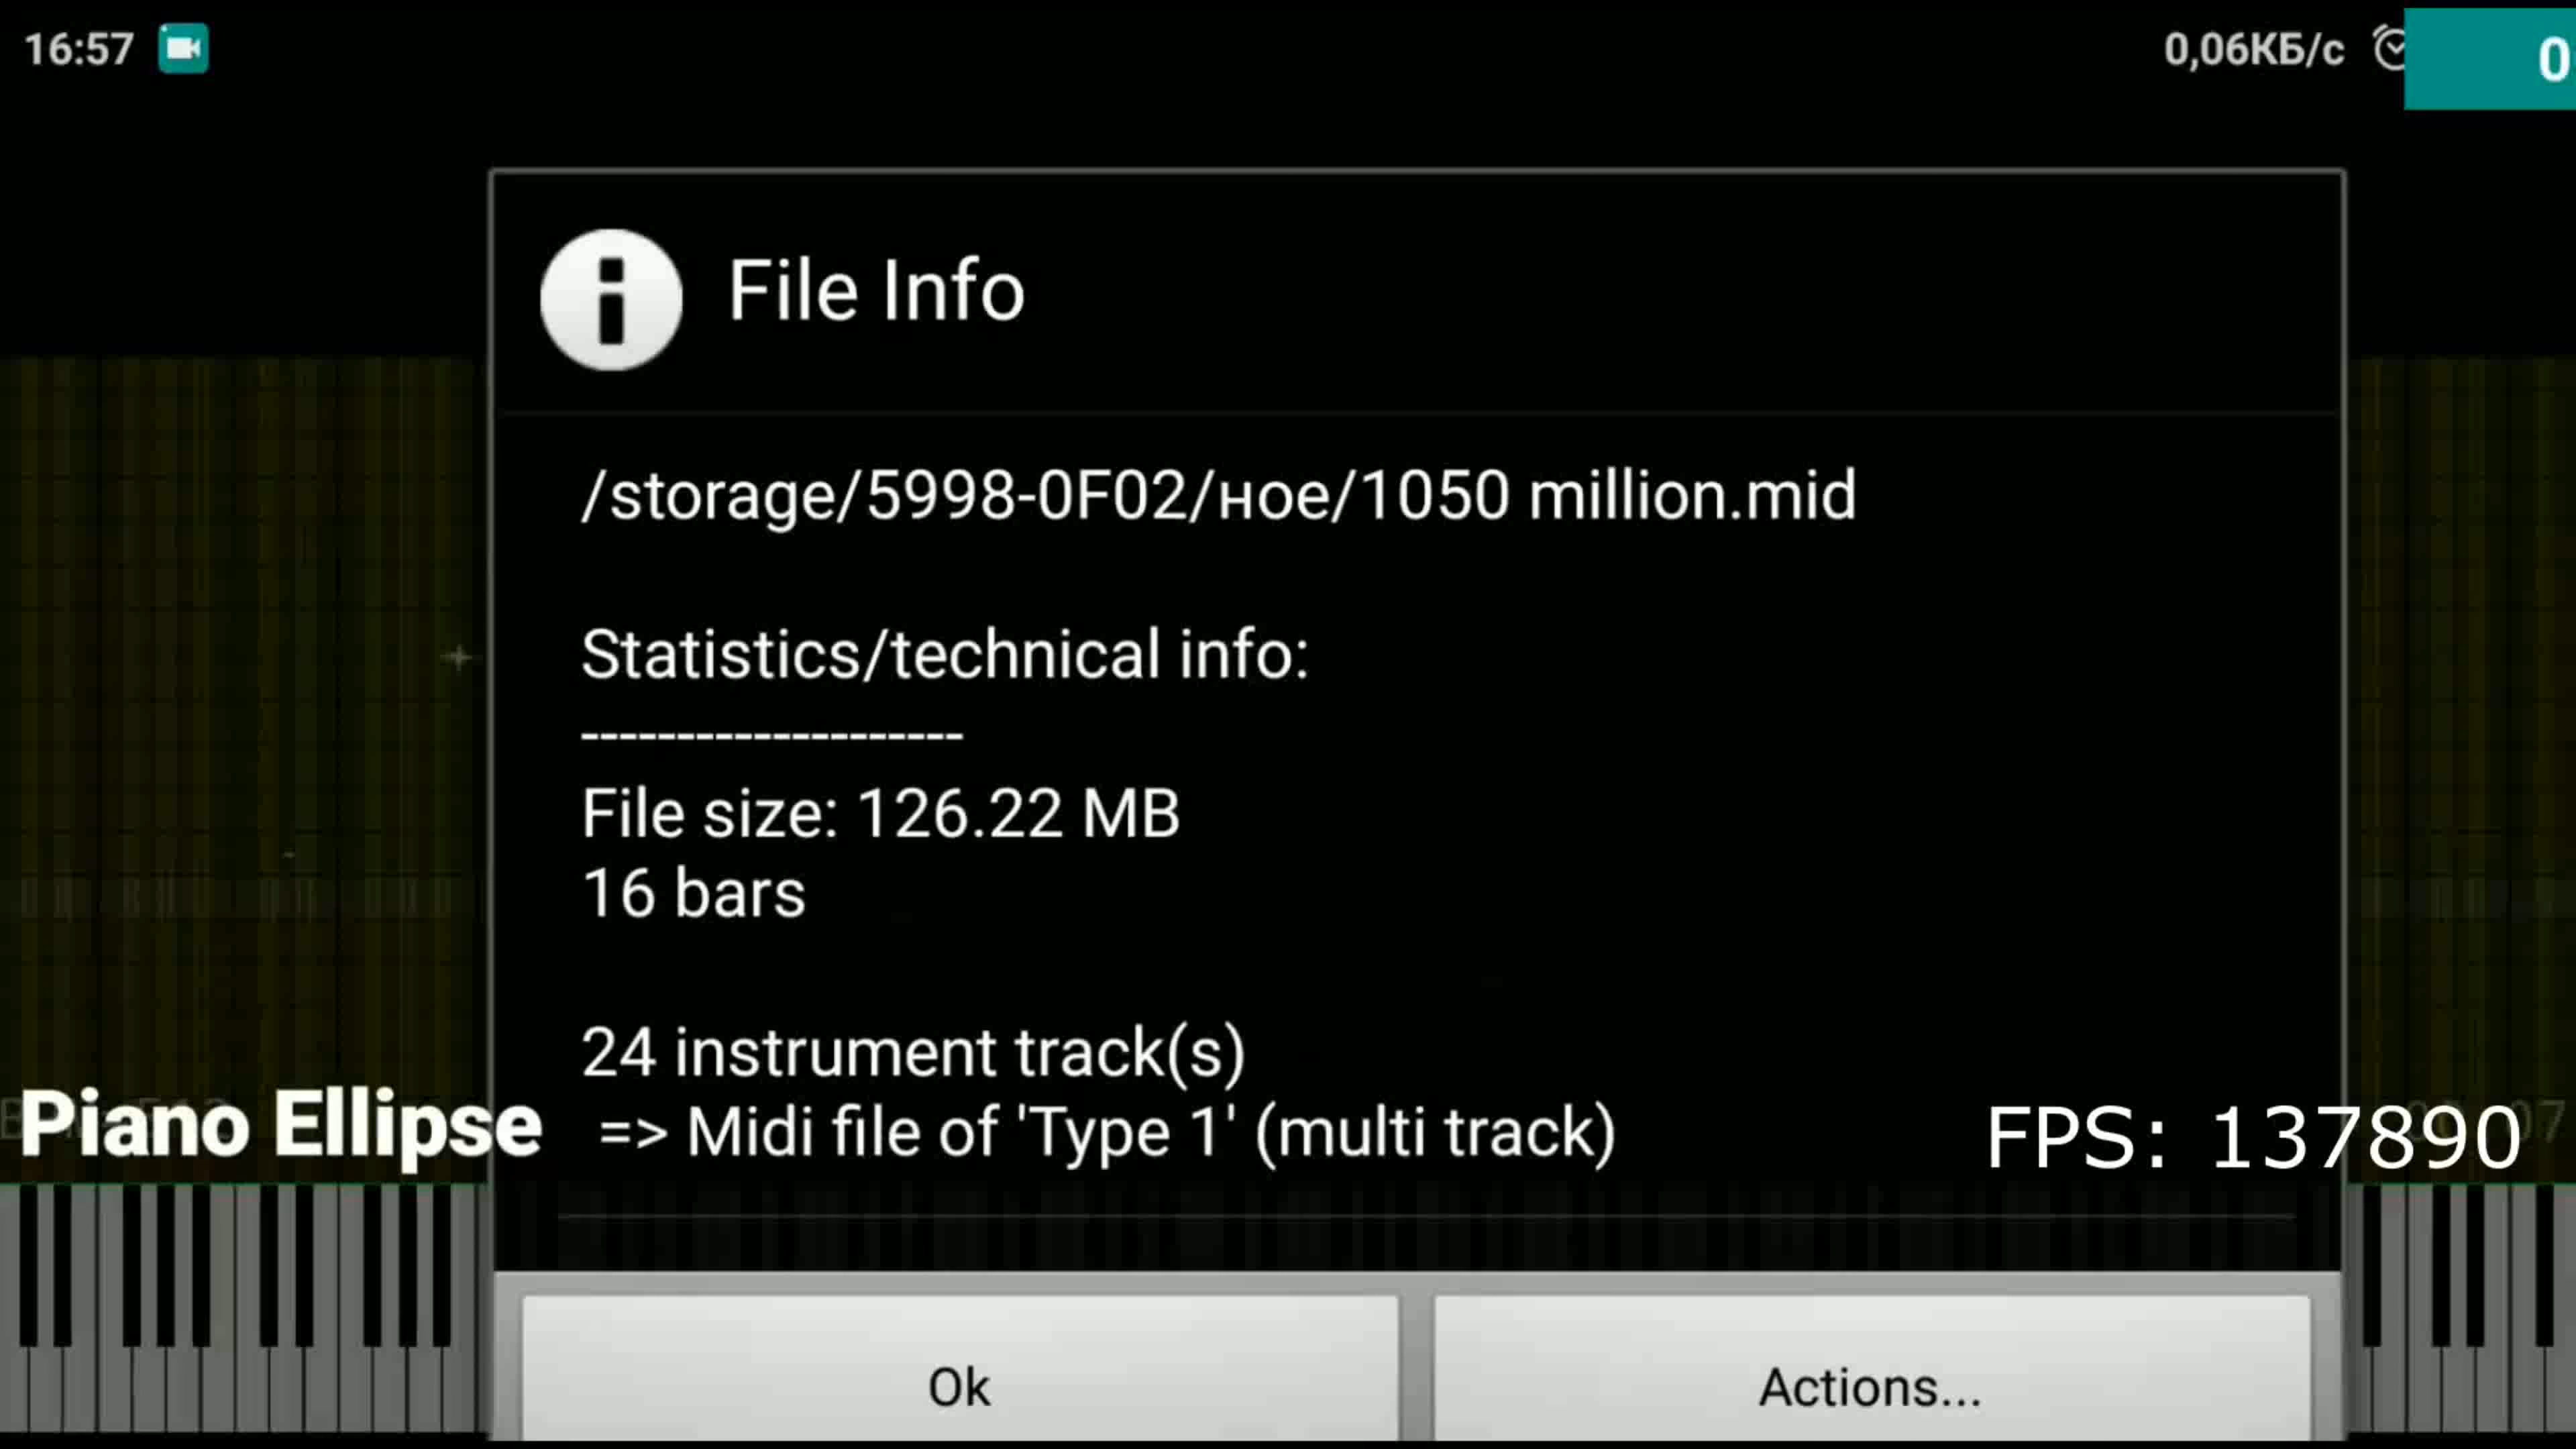 16:57
0,06КБ/с
0
File Info
/storage/5998-0F02/ное/1050 million.mid
Statistics/technical info:
--------------------
File size: 126.22 MB
16 bars
24 instrument track(s)
=> Midi file of 'Type 1' (multi track)
Piano Ellipse
FPS: 137890
Ok
Actions...